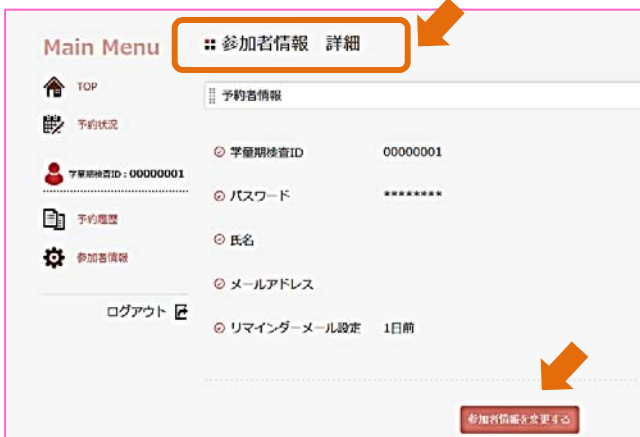 Main Menu
TOP
予約状況
学童期検査ID：00000001
予約履歴
参加者情報
ログアウト
参加者情報　詳細
予約者情報
学童期検査ID　00000001
パスワード　********
氏名
メールアドレス
リマインダーメール設定　1日前
参加者情報を変更する